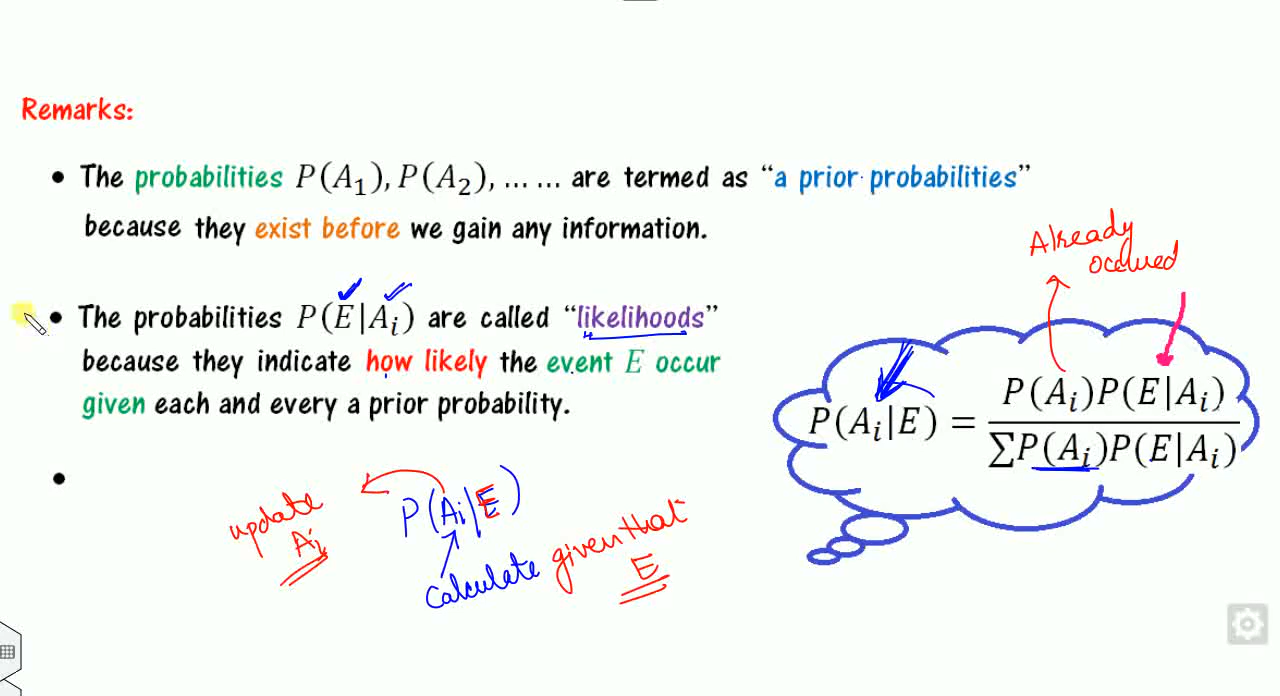 Remarks:
• The probabilities P(A₁), P(A₂), ... ... are termed as “a prior probabilities”
because they exist before we gain any information.
Already
occured
• The probabilities P(E|Aᵢ) are called “likelihoods”
because they indicate how likely the event E occur
given each and every a prior probability.
P(Aᵢ|E) = P(Aᵢ)P(E|Aᵢ) / ∑P(Aᵢ)P(E|Aᵢ)
•
update
Aᵢ
P(Aᵢ|E)
calculate given that
E